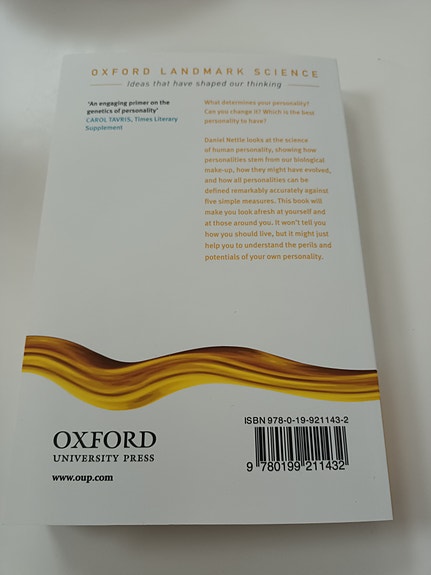 OXFORD LANDMARK SCIENCE
Ideas that have shaped our thinking
'An engaging primer on the
genetics of personality'
CAROL TAVRIS, Times Literary
Supplement
What determines your personality?
Can you change it? Which is the best
personality to have?
Daniel Nettle looks at the science
of human personality, showing how
personalities stem from our biological
make-up, how they might have evolved,
and how all personalities can be
defined remarkably accurately against
five simple measures. This book will
make you look afresh at yourself and
at those around you. It won't tell you
how you should live, but it might just
help you to understand the perils and
potentials of your own personality.
OXFORD
UNIVERSITY PRESS
www.oup.com
ISBN 978-0-19-921143-2
9 780199 211432